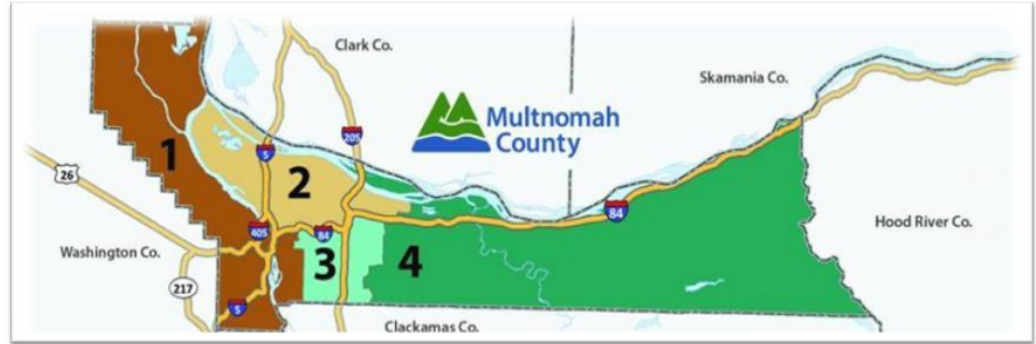 Clark Co.
Skamania Co.
Multnomah
County
205
5
1
2
26
84
405
84
Hood River Co.
Washington Co.
3
4
217
5
Clackamas Co.